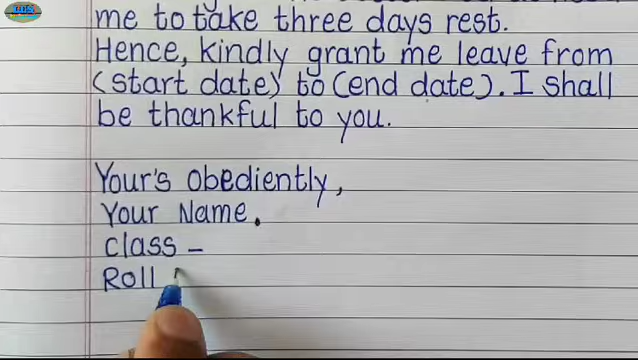 me to take three days rest.
Hence, kindly grant me leave from
(start date) to (end date). I shall
be thankful to you.
Your's Obediently,
Your Name.
Class -
Roll